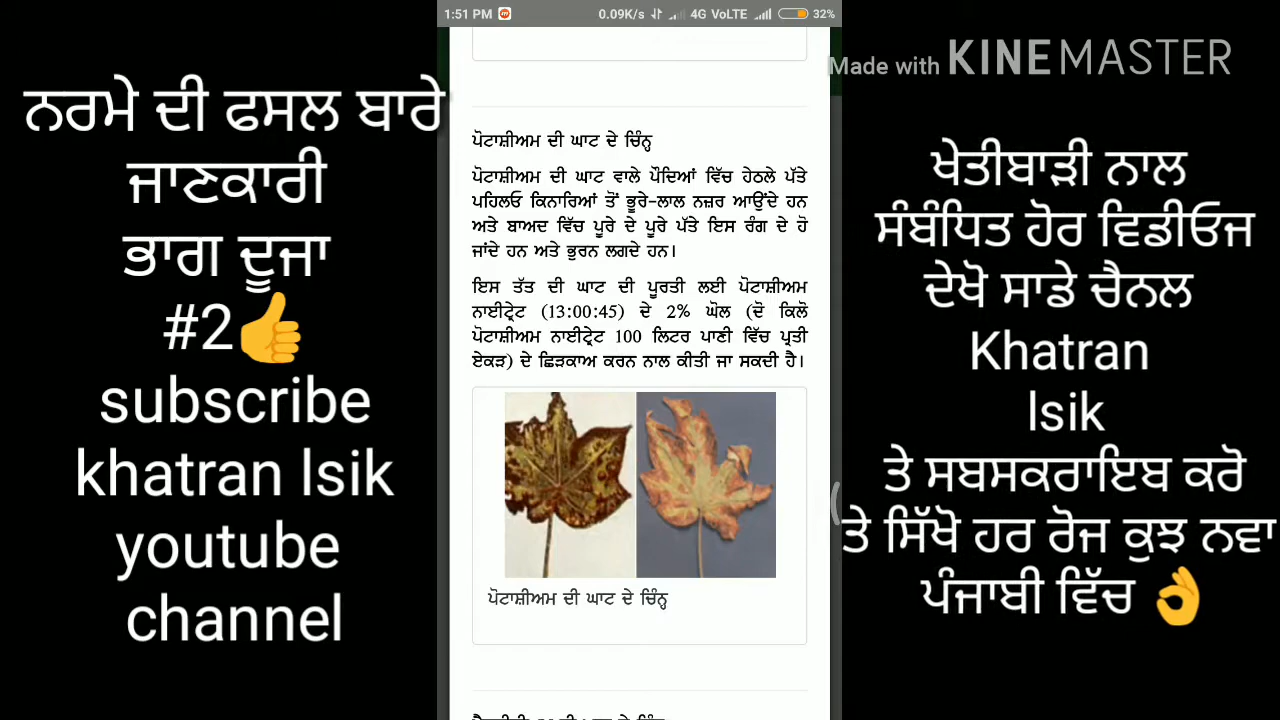 1:51 PM
0.09K/s 4G VoLTE 32%
Made with KINEMASTER
ਨਰਮੇ ਦੀ ਫਸਲ ਬਾਰੇ
ਜਾਣਕਾਰੀ
ਭਾਗ ਦੂਜਾ
#2👍
subscribe
khatran lsik
youtube
channel
ਪੋਟਾਸ਼ੀਅਮ ਦੀ ਘਾਟ ਦੇ ਚਿੰਨ੍ਹ
ਪੋਟਾਸ਼ੀਅਮ ਦੀ ਘਾਟ ਵਾਲੇ ਪੌਦਿਆਂ ਵਿੱਚ ਹੇਠਲੇ ਪੱਤੇ
ਪਹਿਲਓ ਕਿਨਾਰਿਆਂ ਤੋਂ ਭੂਰੇ-ਲਾਲ ਨਜ਼ਰ ਆਉਂਦੇ ਹਨ
ਅਤੇ ਬਾਅਦ ਵਿੱਚ ਪੂਰੇ ਦੇ ਪੂਰੇ ਪੱਤੇ ਇਸ ਰੰਗ ਦੇ ਹੋ
ਜਾਂਦੇ ਹਨ ਅਤੇ ਭੁਰਨ ਲਗਦੇ ਹਨ।
ਇਸ ਤੱਤ ਦੀ ਘਾਟ ਦੀ ਪੂਰਤੀ ਲਈ ਪੋਟਾਸ਼ੀਅਮ
ਨਾਈਟ੍ਰੇਟ (13:00:45) ਦੇ 2% ਘੋਲ (ਦੋ ਕਿਲੋ
ਪੋਟਾਸ਼ੀਅਮ ਨਾਈਟ੍ਰੇਟ 100 ਲਿਟਰ ਪਾਣੀ ਵਿੱਚ ਪ੍ਰਤੀ
ਏਕੜ) ਦੇ ਛਿੜਕਾਅ ਕਰਨ ਨਾਲ ਕੀਤੀ ਜਾ ਸਕਦੀ ਹੈ।
ਪੋਟਾਸ਼ੀਅਮ ਦੀ ਘਾਟ ਦੇ ਚਿੰਨ੍ਹ
ਖੇਤੀਬਾੜੀ ਨਾਲ
ਸੰਬੰਧਿਤ ਹੋਰ ਵਿਡੀਓਜ
ਦੇਖੋ ਸਾਡੇ ਚੈਨਲ
Khatran
lsik
ਤੇ ਸਬਸਕਰਾਇਬ ਕਰੋ
ਤੇ ਸਿੱਖੋ ਹਰ ਰੋਜ ਕੁਝ ਨਵਾ
ਪੰਜਾਬੀ ਵਿੱਚ 👌